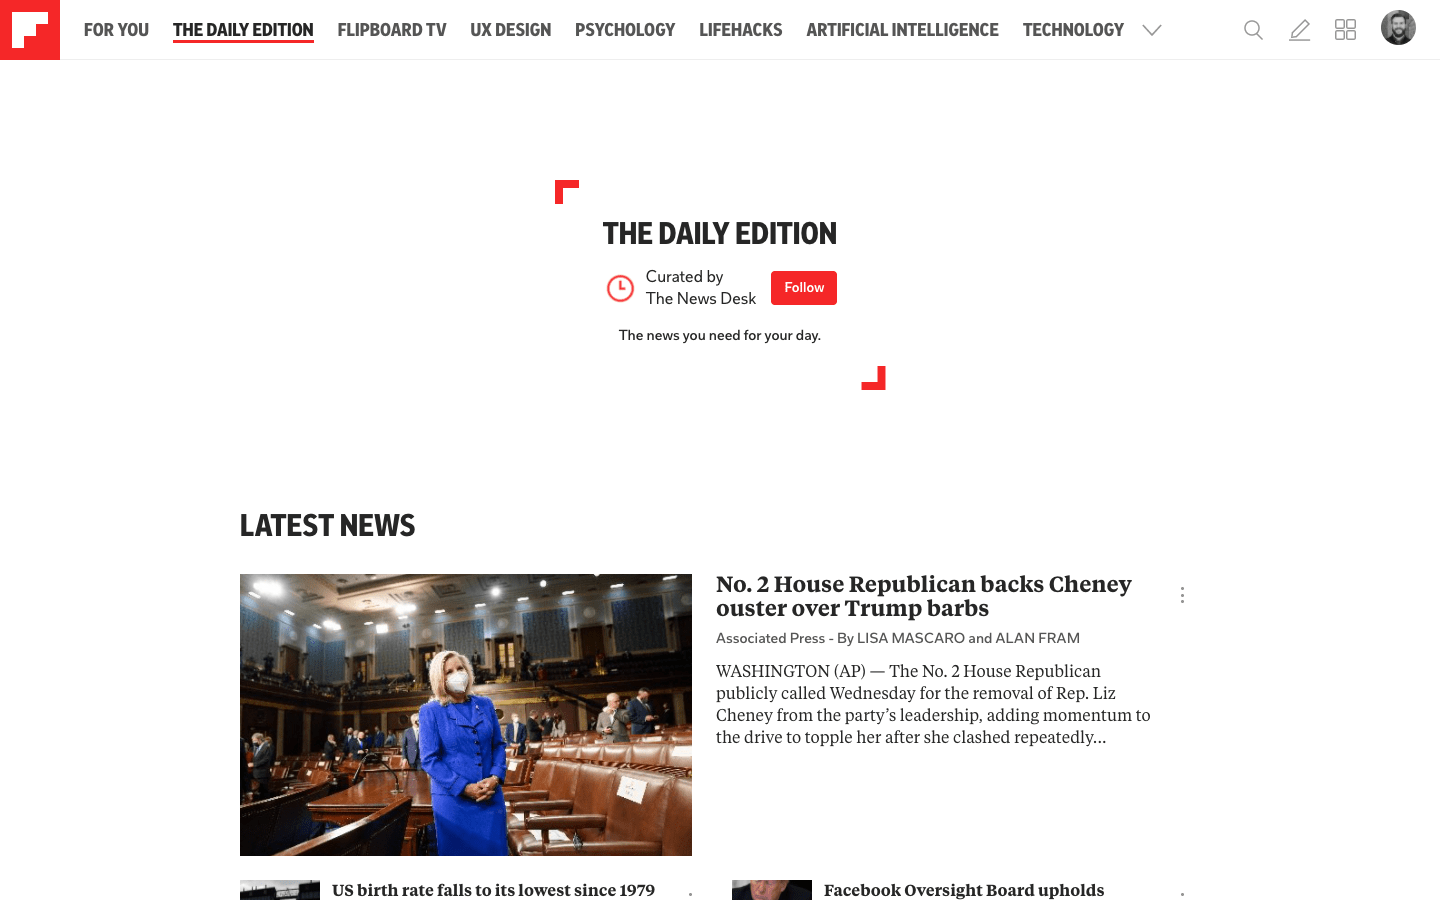 FOR YOU THE DAILY EDITION FLIPBOARD TV UX DESIGN PSYCHOLOGY LIFEHACKS ARTIFICIAL INTELLIGENCE TECHNOLOGY
THE DAILY EDITION
Curated by
The News Desk
Follow
The news you need for your day.
LATEST NEWS
No. 2 House Republican backs Cheney
ouster over Trump barbs
Associated Press - By LISA MASCARO and ALAN FRAM
WASHINGTON (AP) — The No. 2 House Republican
publicly called Wednesday for the removal of Rep. Liz
Cheney from the party’s leadership, adding momentum to
the drive to topple her after she clashed repeatedly...
US birth rate falls to its lowest since 1979
Facebook Oversight Board upholds